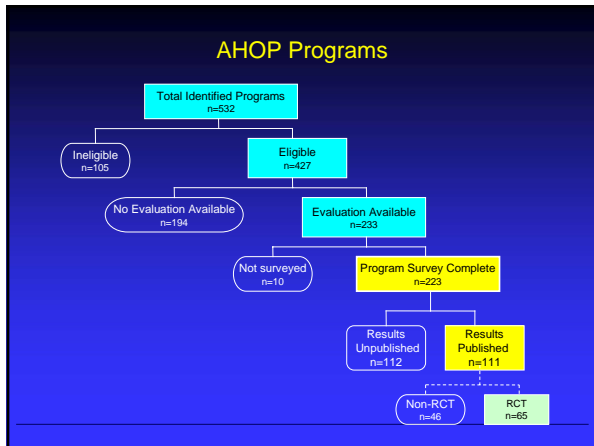 AHOP Programs
Total Identified Programs
n=532
Ineligible
n=105
Eligible
n=427
No Evaluation Available
n=194
Evaluation Available
n=233
Not surveyed
n=10
Program Survey Complete
n=223
Results
Unpublished
n=112
Results
Published
n=111
Non-RCT
n=46
RCT
n=65